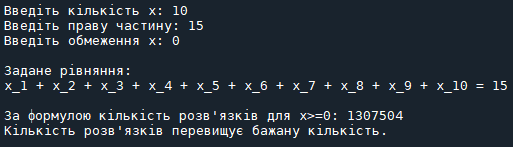 Введіть кількість x: 10
Введіть праву частину: 15
Введіть обмеження x: 0
Задане рівняння:
x_1 + x_2 + x_3 + x_4 + x_5 + x_6 + x_7 + x_8 + x_9 + x_10 = 15
За формулою кількість розв'язків для x>=0: 1307504
Кількість розв'язків перевищує бажану кількість.